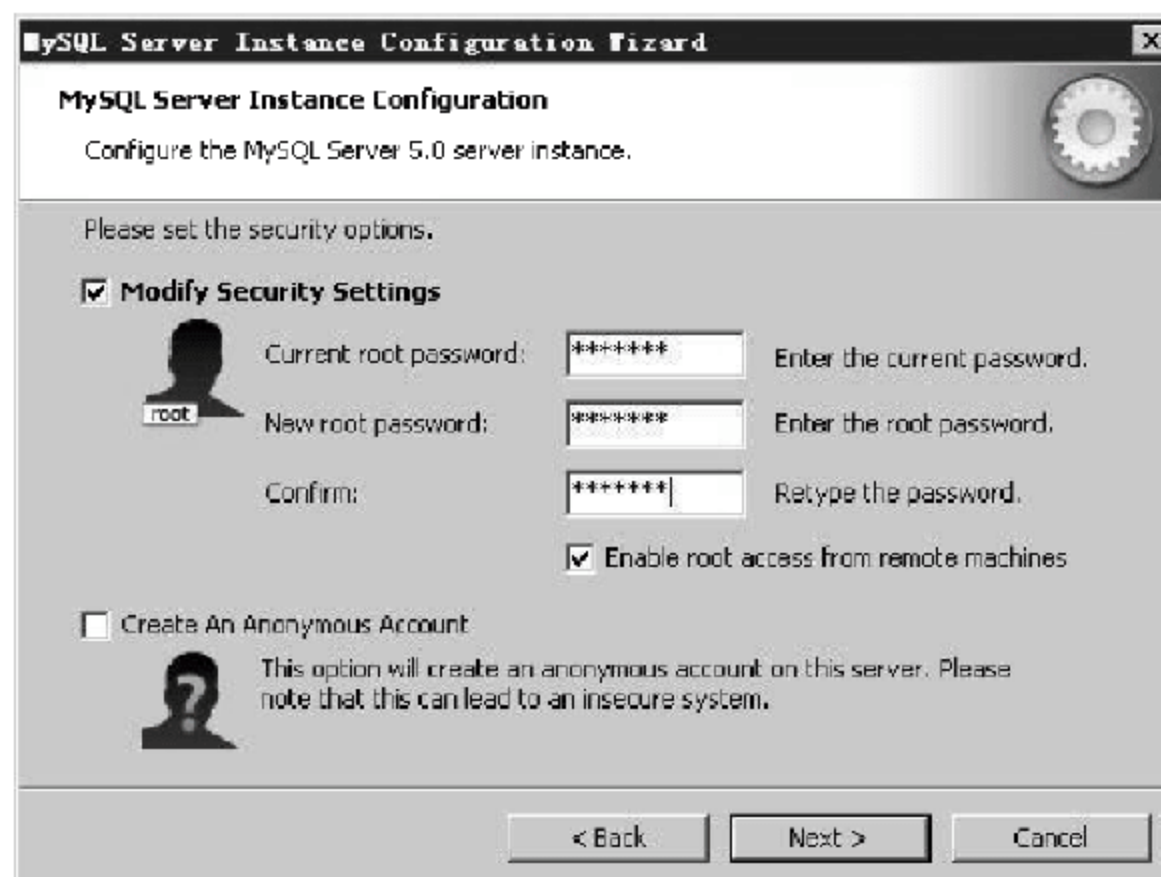 MySQL Server Instance Configuration Wizard
MySQL Server Instance Configuration
Configure the MySQL Server 5.0 server instance.
Please set the security options.
Modify Security Settings
root
Current root password: ******* Enter the current password.
New root password: ******* Enter the root password.
Confirm: ******* Retype the password.
Enable root access from remote machines
Create An Anonymous Account
This option will create an anonymous account on this server. Please
note that this can lead to an insecure system.
< Back Next > Cancel